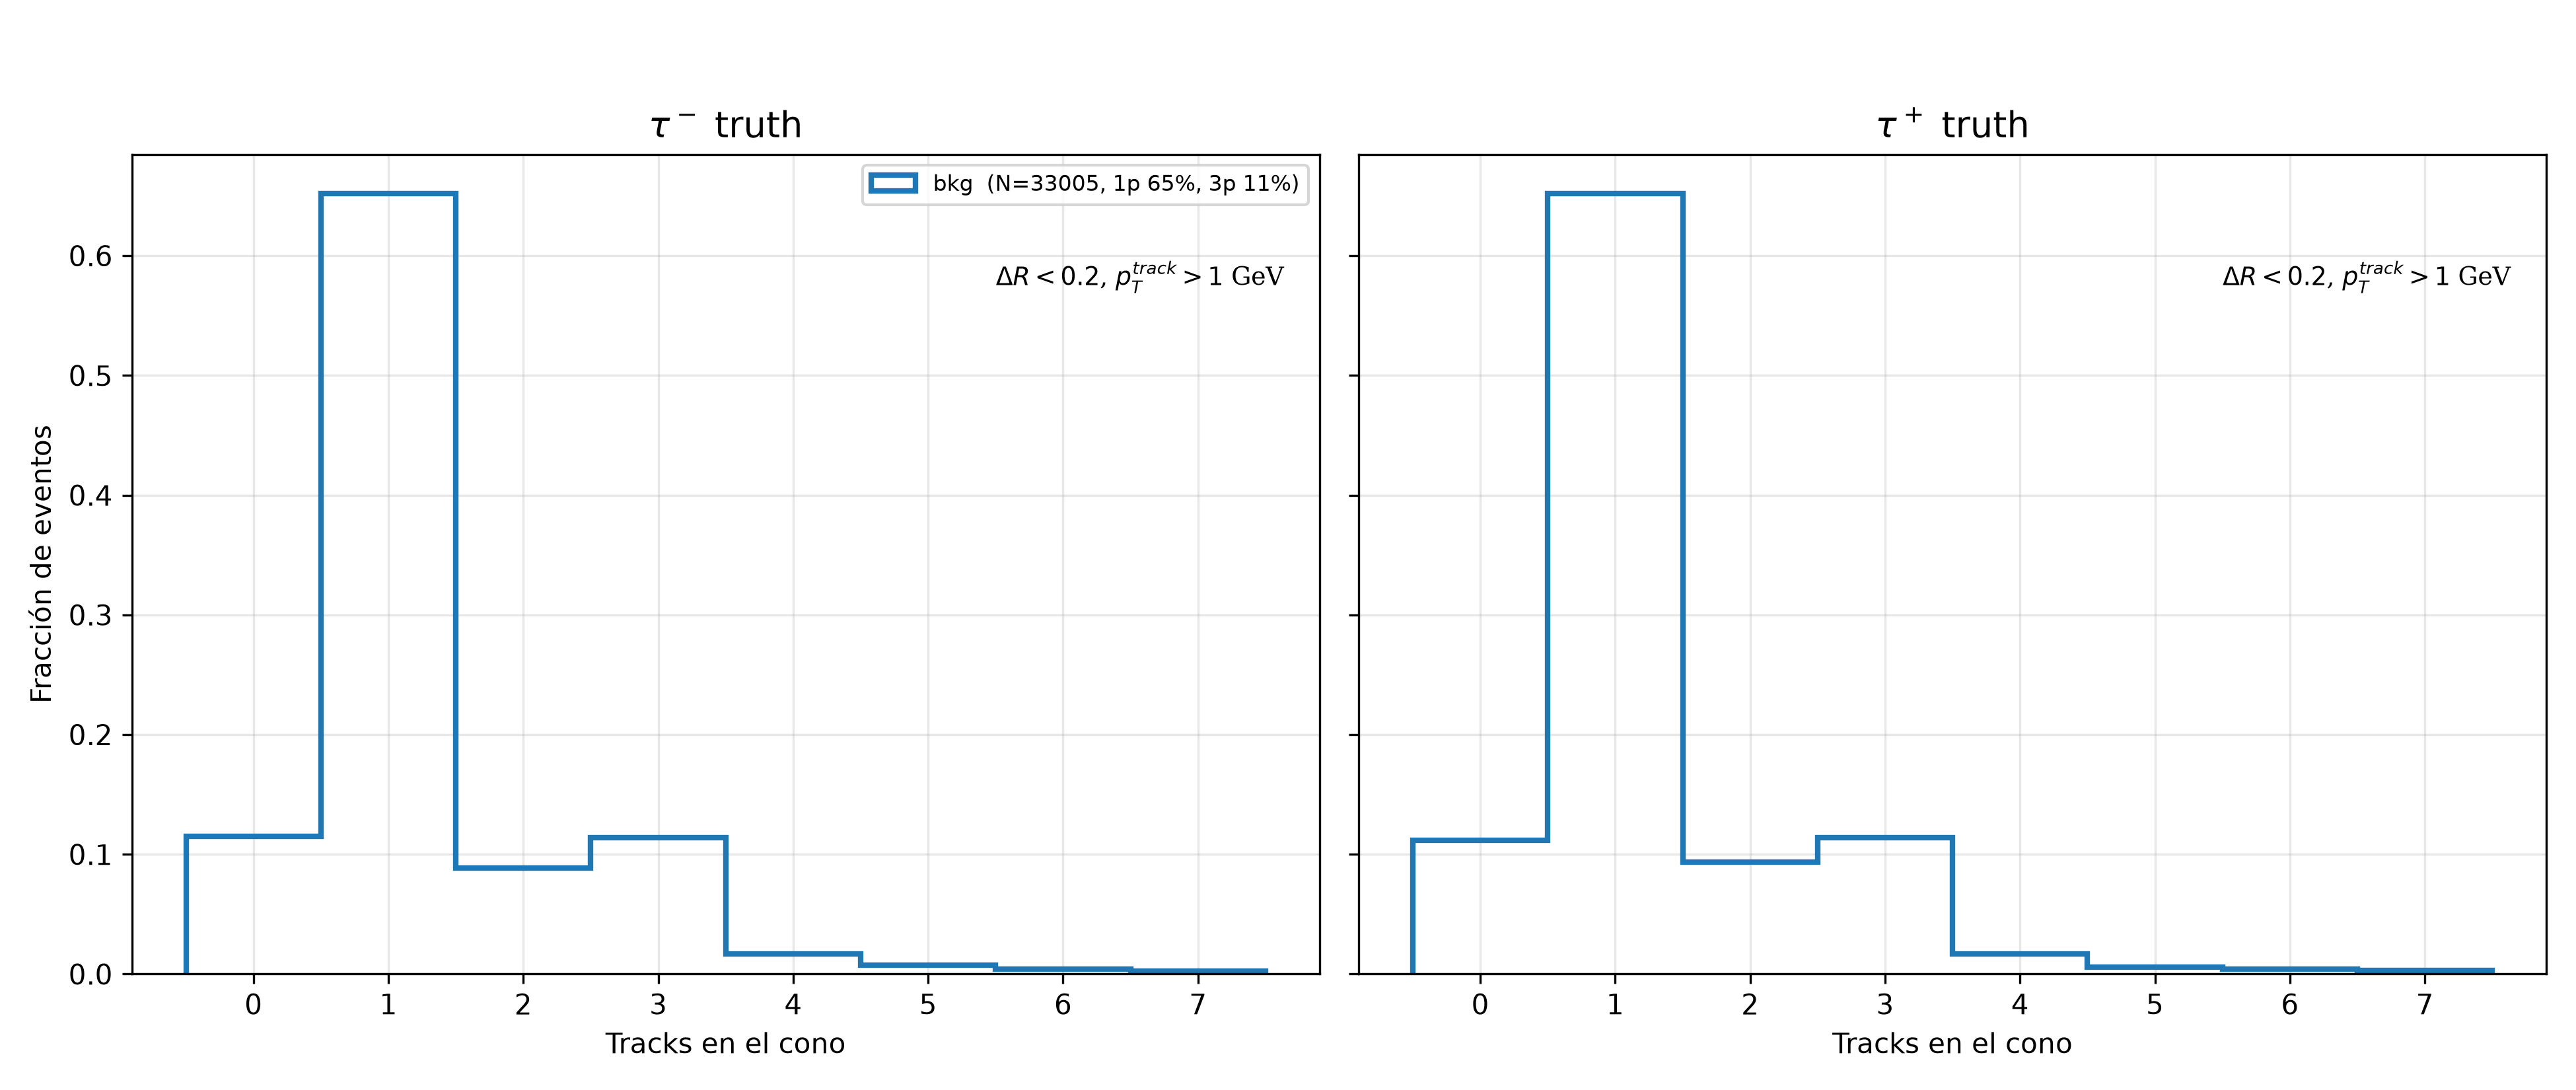 τ⁻ truth
τ⁺ truth
bkg (N=33005, 1p 65%, 3p 11%)
ΔR < 0.2, p_T^{track} > 1 GeV
ΔR < 0.2, p_T^{track} > 1 GeV
Fracción de eventos
0.6
0.5
0.4
0.3
0.2
0.1
0.0
0 1 2 3 4 5 6 7
0 1 2 3 4 5 6 7
Tracks en el cono
Tracks en el cono